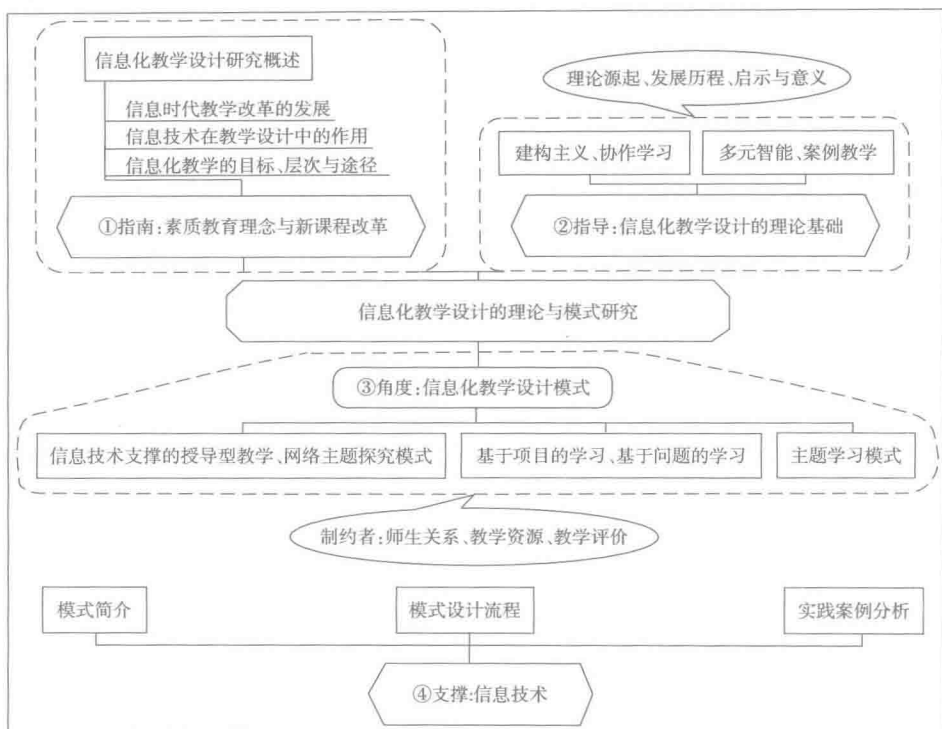 信息化教学设计研究概述
信息时代教学改革的发展
信息技术在教学设计中的作用
信息化教学的目标、层次与途径
①指南:素质教育理念与新课程改革
理论源起、发展历程、启示与意义
建构主义、协作学习
多元智能、案例教学
②指导:信息化教学设计的理论基础
信息化教学设计的理论与模式研究
③角度:信息化教学设计模式
信息技术支撑的授导型教学、网络主题探究模式
基于项目的学习、基于问题的学习
主题学习模式
制约者:师生关系、教学资源、教学评价
模式简介
模式设计流程
实践案例分析
④支撑:信息技术